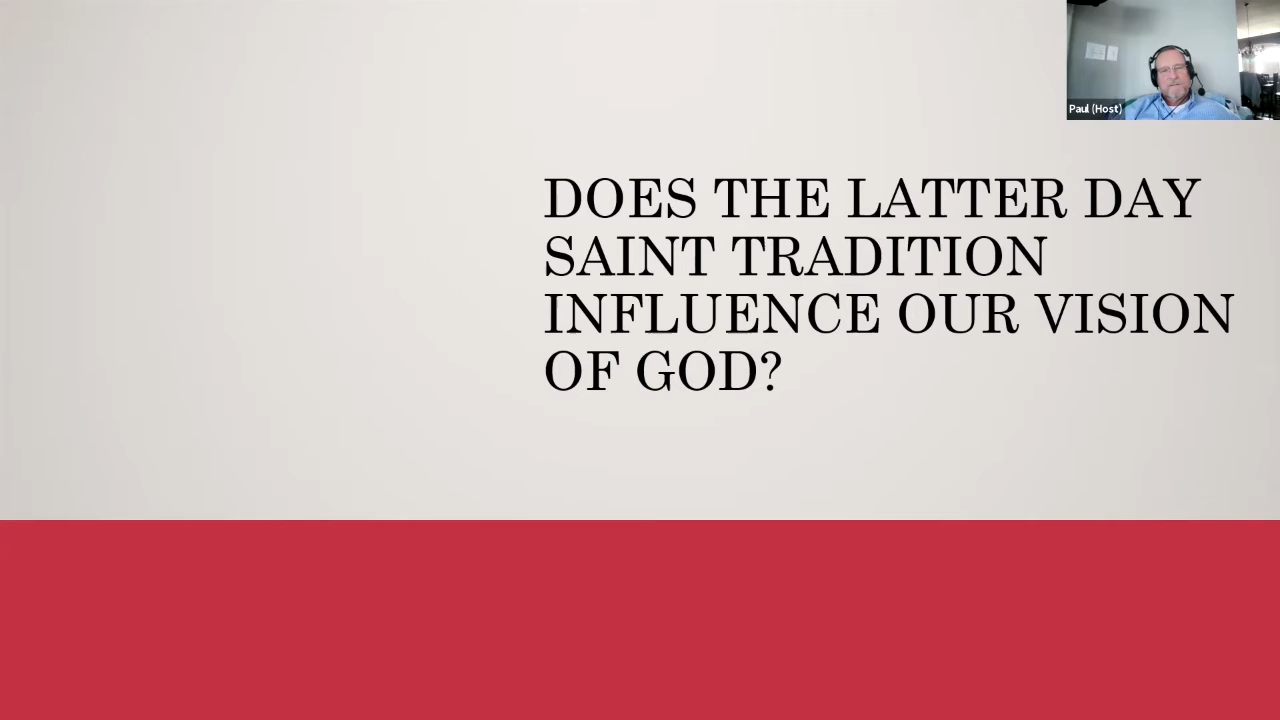 Paul (Host)
DOES THE LATTER DAY
SAINT TRADITION
INFLUENCE OUR VISION
OF GOD?